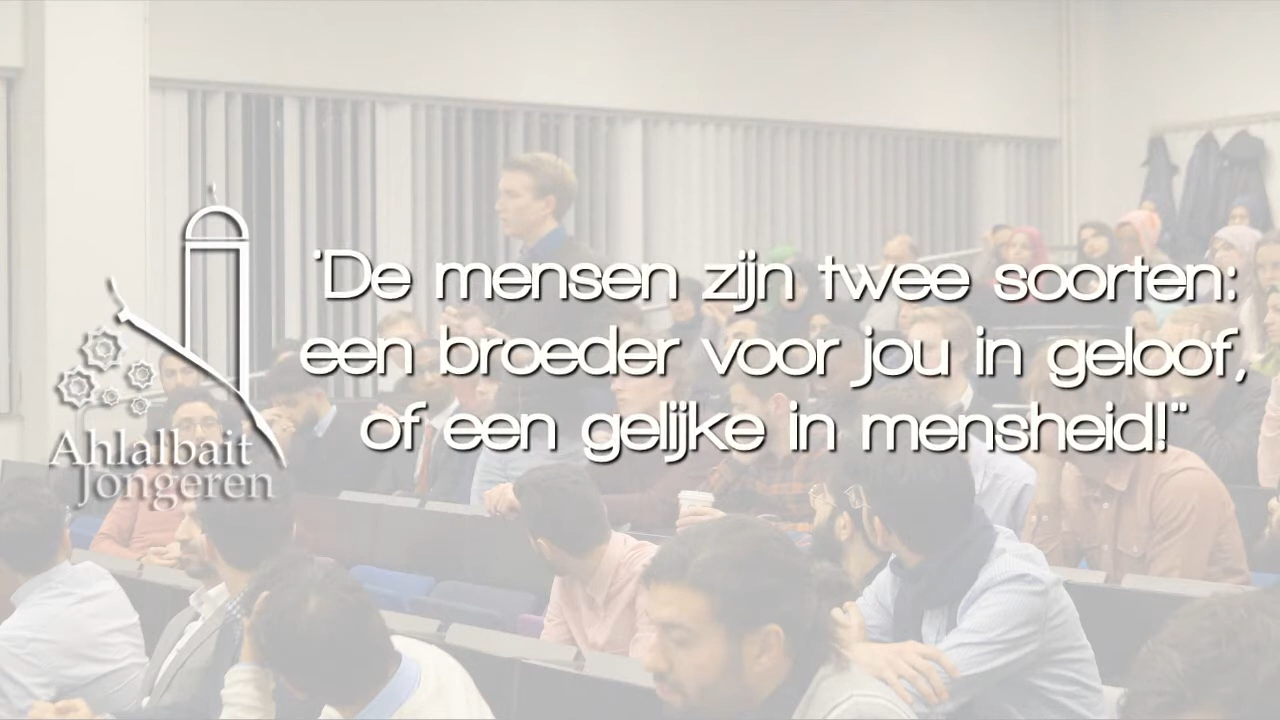 "De mensen zijn twee soorten:
een broeder voor jou in geloof,
of een gelijke in mensheid!¨
Ahlalbait
Jongeren